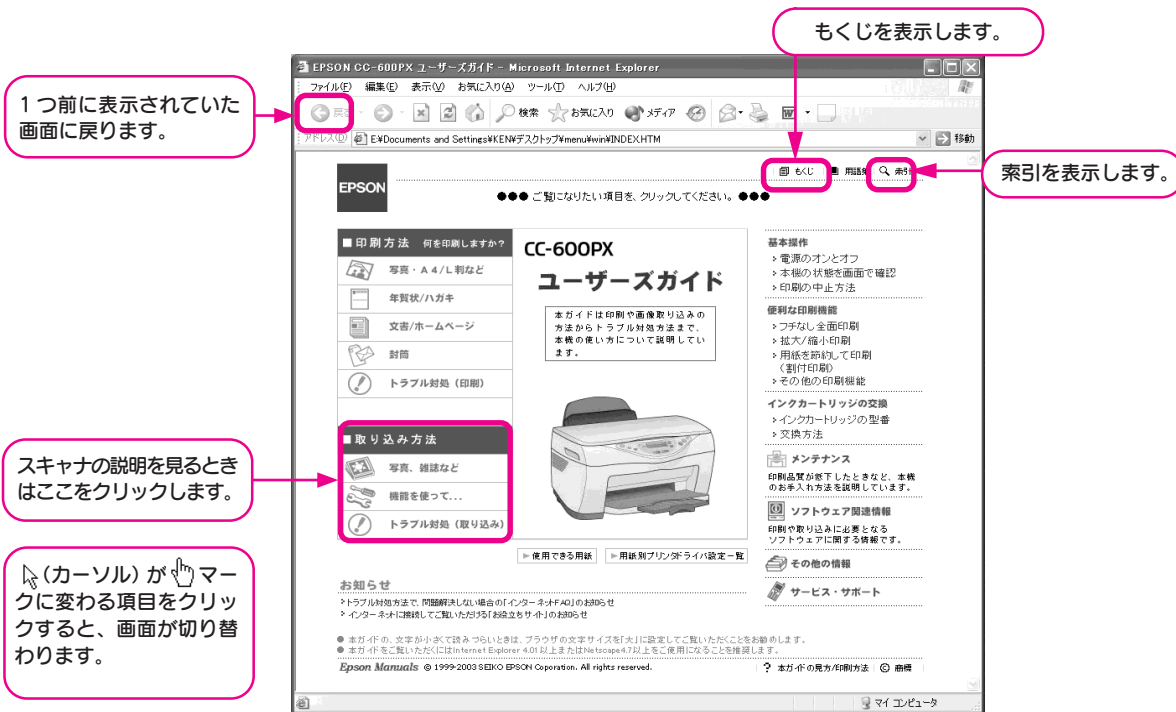 もくじを表示します。
1つ前に表示されていた
画面に戻ります。
索引を表示します。
スキャナの説明を見るとき
はここをクリックします。
(カーソル)が マー
クに変わる項目をクリッ
クすると、画面が切り替
わります。
EPSON CC-600PX ユーザーズガイド - Microsoft Internet Explorer
ファイル(F) 編集(E) 表示(V) お気に入り(A) ツール(T) ヘルプ(H)
検索 お気に入り メディア
アドレス(D) E¥Documents and Settings¥KEN¥デスクトップ¥menu¥win¥INDEX.HTM 移動
もくじ 用語集 索引
EPSON
●●● ご覧になりたい項目を、クリックしてください。 ●●●
■印刷方法 何を印刷しますか?
写真・A4/L判など
年賀状/ハガキ
文書/ホームページ
封筒
トラブル対処(印刷)
■取り込み方法
写真、雑誌など
機能を使って...
トラブル対処(取り込み)
CC-600PX
ユーザーズガイド
本ガイドは印刷や画像取り込みの
方法からトラブル対処方法まで、
本機の使い方について説明してい
ます。
使用できる用紙 用紙別プリンタドライバ設定一覧
基本操作
>電源のオンとオフ
>本機の状態を画面で確認
>印刷の中止方法
便利な印刷機能
>フチなし全面印刷
>拡大/縮小印刷
>用紙を節約して印刷
(割付印刷)
>その他の印刷機能
インクカートリッジの交換
>インクカートリッジの型番
>交換方法
メンテナンス
印刷品質が低下したときなど、本機
のお手入れ方法を説明しています。
ソフトウェア関連情報
印刷や取り込みに必要となる
ソフトウェアに関する情報です。
その他の情報
サービス・サポート
お知らせ
>トラブル対処方法で、問題解決しない場合の「インターネットFAQ」のお知らせ
>インターネットに接続してご覧いただける「お役立ちサイト」のお知らせ
● 本ガイドの、文字が小さくて読みづらいときは、ブラウザの文字サイズを「大」に設定してご覧いただくことをお勧めします。
● 本ガイドをご覧いただくにはInternet Explorer 4.01以上またはNetscape4.7以上をご使用になることを推奨します。
Epson Manuals © 1999-2003 SEIKO EPSON Coporation. All rights reserved.
? 本ガイドの見方/印刷方法 © 商標
マイ コンピュータ